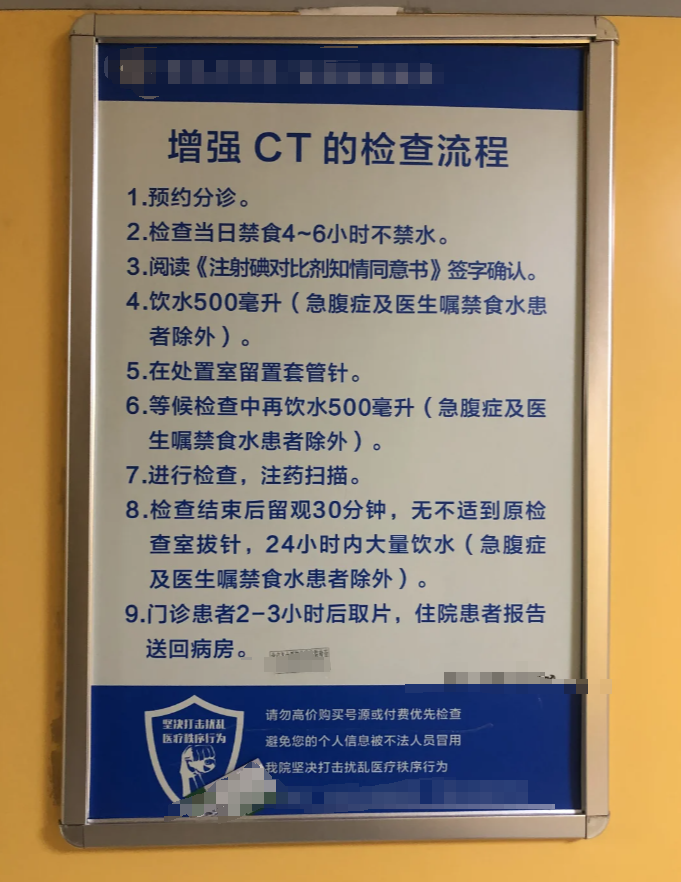 增强 CT 的检查流程
1.预约分诊。
2.检查当日禁食4~6小时不禁水。
3.阅读《注射碘对比剂知情同意书》签字确认。
4.饮水500毫升（急腹症及医生嘱禁食水患
者除外）。
5.在处置室留置套管针。
6.等候检查中再饮水500毫升（急腹症及医
生嘱禁食水患者除外）。
7.进行检查，注药扫描。
8.检查结束后留观30分钟，无不适到原检
查室拔针，24小时内大量饮水（急腹症
及医生嘱禁食水患者除外）。
9.门诊患者2-3小时后取片，住院患者报告
送回病房。
坚决打击扰乱
医疗秩序行为
请勿高价购买号源或付费优先检查
避免您的个人信息被不法人员冒用
我院坚决打击扰乱医疗秩序行为